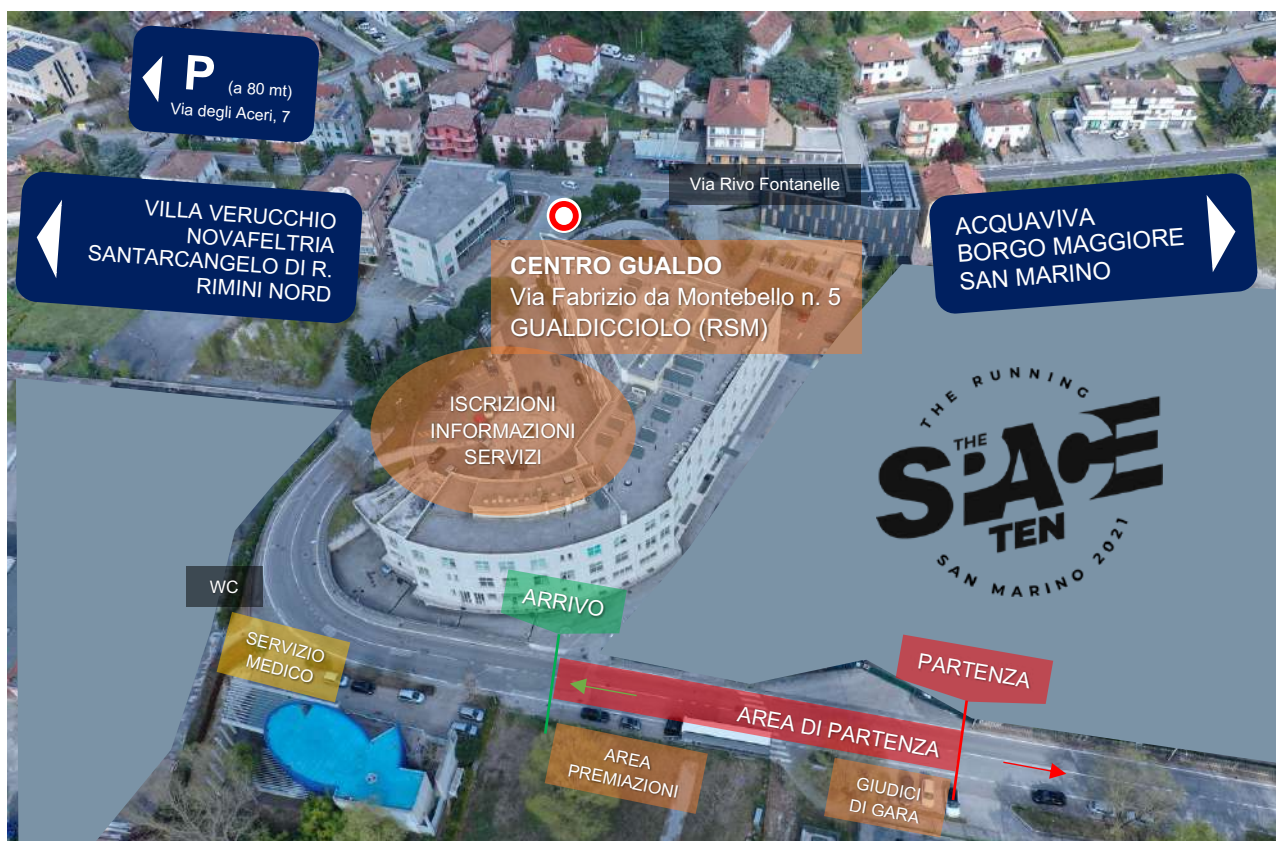 P (a 80 mt)
Via degli Aceri, 7
VILLA VERUCCHIO
NOVAFELTRIA
SANTARCANGELO DI R.
RIMINI NORD
Via Rivo Fontanelle
ACQUAVIVA
BORGO MAGGIORE
SAN MARINO
CENTRO GUALDO
Via Fabrizio da Montebello n. 5
GUALDICCIOLO (RSM)
ISCRIZIONI
INFORMAZIONI
SERVIZI
THE RUNNING
THE
SPACE
TEN
SAN MARINO 2021
WC
SERVIZIO
MEDICO
ARRIVO
PARTENZA
AREA DI PARTENZA
AREA
PREMIAZIONI
GIUDICI
DI GARA